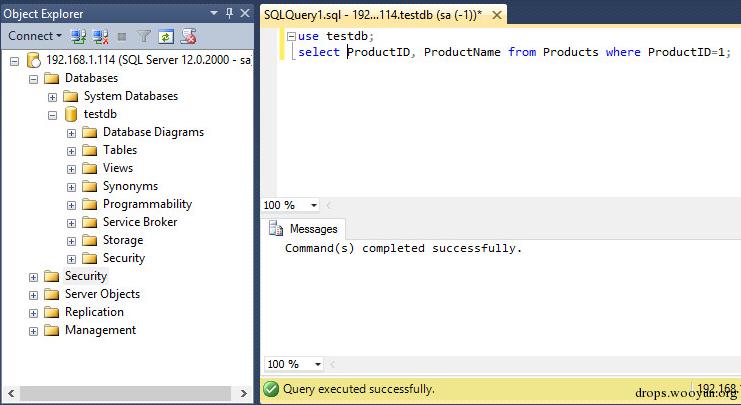 Object Explorer
Connect
192.168.1.114 (SQL Server 12.0.2000 - sa
Databases
System Databases
testdb
Database Diagrams
Tables
Views
Synonyms
Programmability
Service Broker
Storage
Security
Security
Server Objects
Replication
Management
SQLQuery1.sql - 192...114.testdb (sa (-1))*
use testdb;
select ProductID, ProductName from Products where ProductID=1;
100 %
Messages
Command(s) completed successfully.
100 %
Query executed successfully.
192.168.
drops.wooyun.org